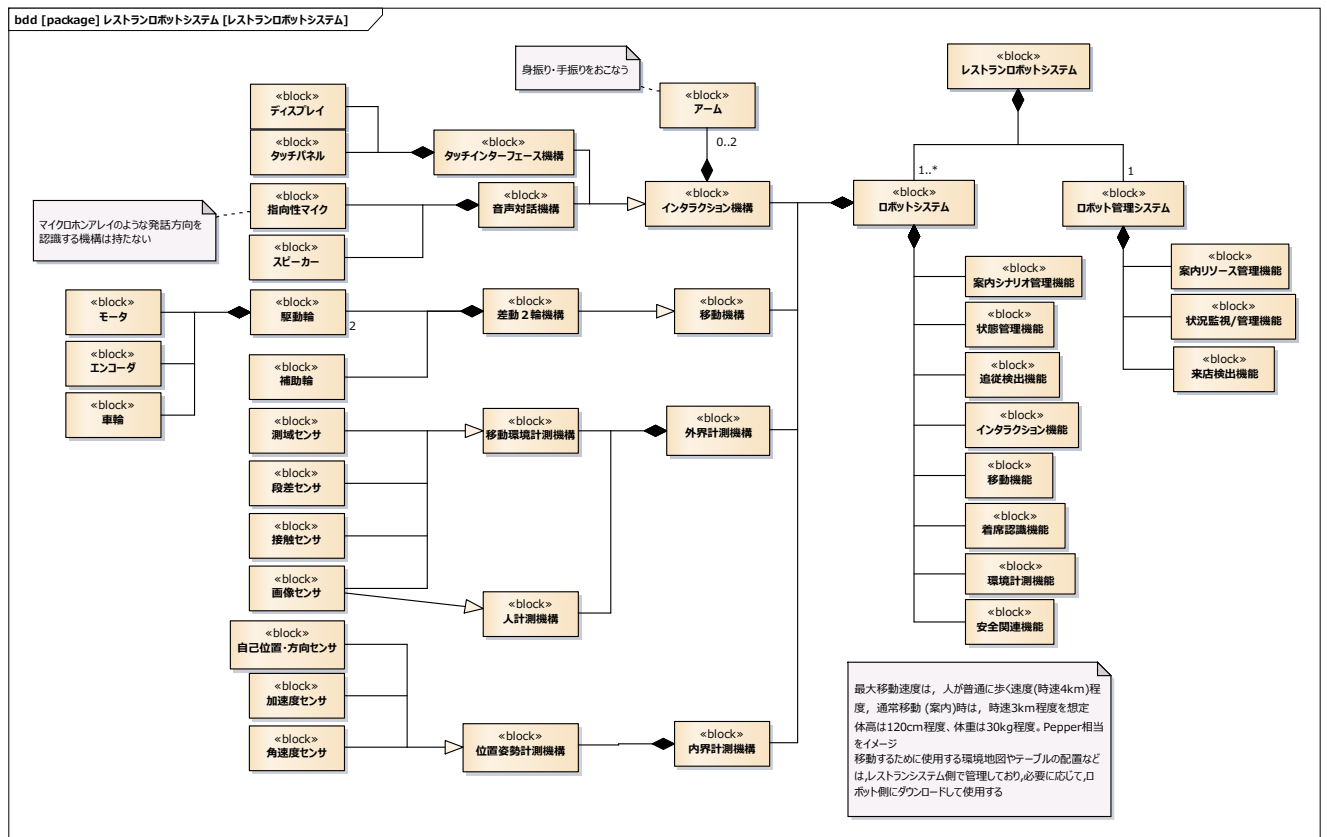 bdd [package] レストランロボットシステム [レストランロボットシステム]
身振り・手振りをおこなう
«block»
アーム
0..2
«block»
レストランロボットシステム
1..*
1
«block»
ディスプレイ
«block»
タッチパネル
«block»
タッチインターフェース機構
マイクロホンアレイのような発話方向を
認識する機構は持たない
«block»
指向性マイク
«block»
スピーカー
«block»
音声対話機構
«block»
インタラクション機構
«block»
ロボットシステム
«block»
ロボット管理システム
«block»
モータ
«block»
エンコーダ
«block»
車輪
«block»
駆動輪
2
«block»
補助輪
«block»
差動２輪機構
«block»
移動機構
«block»
測域センサ
«block»
段差センサ
«block»
接触センサ
«block»
画像センサ
«block»
移動環境計測機構
«block»
人計測機構
«block»
外界計測機構
«block»
自己位置・方向センサ
«block»
加速度センサ
«block»
角速度センサ
«block»
位置姿勢計測機構
«block»
内界計測機構
«block»
案内シナリオ管理機能
«block»
状態管理機能
«block»
追従検出機能
«block»
インタラクション機能
«block»
移動機能
«block»
着席認識機能
«block»
環境計測機能
«block»
安全関連機能
«block»
案内リソース管理機能
«block»
状況監視/管理機能
«block»
来店検出機能
最大移動速度は，人が普通に歩く速度(時速4km)程
度，通常移動 (案内)時は，時速3km程度を想定
体高は120cm程度、体重は30kg程度。Pepper相当
をイメージ
移動するために使用する環境地図やテーブルの配置など
は,レストランシステム側で管理しており,必要に応じて,ロ
ボット側にダウンロードして使用する